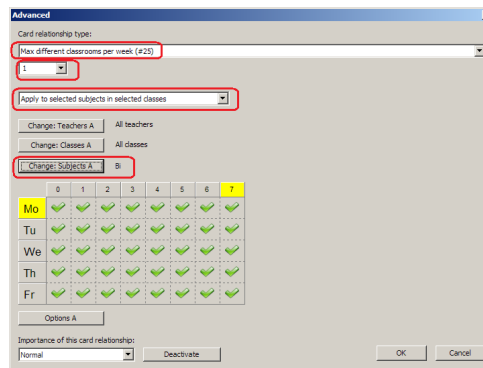 Advanced
Card relationship type:
Max different classrooms per week (#25)
1
Apply to selected subjects in selected classes
Change: Teachers A All teachers
Change: Classes A All classes
Change: Subjects A Bi
0 1 2 3 4 5 6 7
Mo
Tu
We
Th
Fr
Options A
Importance of this card relationship:
Normal Deactivate OK Cancel